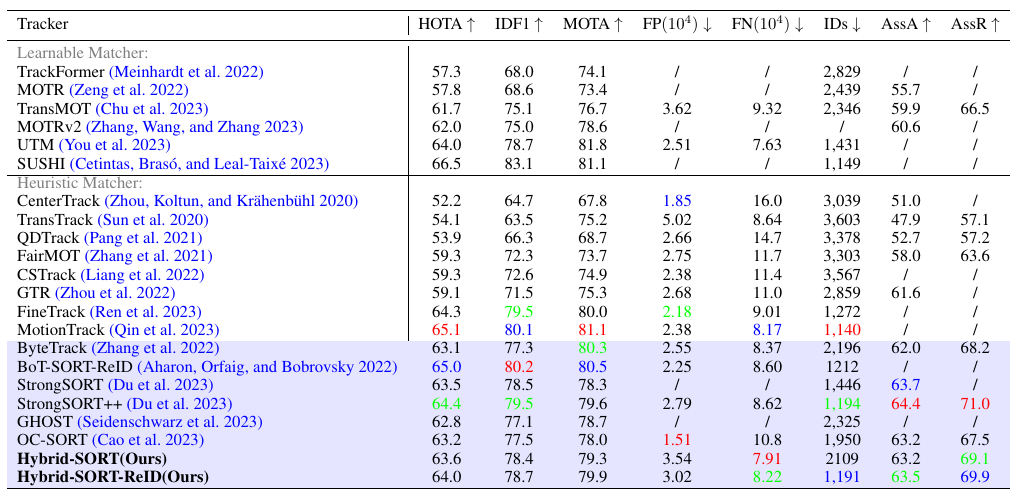 Tracker HOTA ↑ IDF1 ↑ MOTA ↑ FP(10⁴) ↓ FN(10⁴) ↓ IDs ↓ AssA ↑ AssR ↑
Learnable Matcher:
TrackFormer (Meinhardt et al. 2022) 57.3 68.0 74.1 / / 2,829 / /
MOTR (Zeng et al. 2022) 57.8 68.6 73.4 / / 2,439 55.7 /
TransMOT (Chu et al. 2023) 61.7 75.1 76.7 3.62 9.32 2,346 59.9 66.5
MOTRv2 (Zhang, Wang, and Zhang 2023) 62.0 75.0 78.6 / / / 60.6 /
UTM (You et al. 2023) 64.0 78.7 81.8 2.51 7.63 1,431 / /
SUSHI (Cetintas, Brasó, and Leal-Taixé 2023) 66.5 83.1 81.1 / / 1,149 / /
Heuristic Matcher:
CenterTrack (Zhou, Koltun, and Krähenbühl 2020) 52.2 64.7 67.8 1.85 16.0 3,039 51.0 /
TransTrack (Sun et al. 2020) 54.1 63.5 75.2 5.02 8.64 3,603 47.9 57.1
QDTrack (Pang et al. 2021) 53.9 66.3 68.7 2.66 14.7 3,378 52.7 57.2
FairMOT (Zhang et al. 2021) 59.3 72.3 73.7 2.75 11.7 3,303 58.0 63.6
CSTrack (Liang et al. 2022) 59.3 72.6 74.9 2.38 11.4 3,567 / /
GTR (Zhou et al. 2022) 59.1 71.5 75.3 2.68 11.0 2,859 61.6 /
FineTrack (Ren et al. 2023) 64.3 79.5 80.0 2.18 9.01 1,272 / /
MotionTrack (Qin et al. 2023) 65.1 80.1 81.1 2.38 8.17 1,140 / /
ByteTrack (Zhang et al. 2022) 63.1 77.3 80.3 2.55 8.37 2,196 62.0 68.2
BoT-SORT-ReID (Aharon, Orfaig, and Bobrovsky 2022) 65.0 80.2 80.5 2.25 8.60 1212 / /
StrongSORT (Du et al. 2023) 63.5 78.5 78.3 / / 1,446 63.7 /
StrongSORT++ (Du et al. 2023) 64.4 79.5 79.6 2.79 8.62 1,194 64.4 71.0
GHOST (Seidenschwarz et al. 2023) 62.8 77.1 78.7 / / 2,325 / /
OC-SORT (Cao et al. 2023) 63.2 77.5 78.0 1.51 10.8 1,950 63.2 67.5
Hybrid-SORT(Ours) 63.6 78.4 79.3 3.54 7.91 2109 63.2 69.1
Hybrid-SORT-ReID(Ours) 64.0 78.7 79.9 3.02 8.22 1,191 63.5 69.9